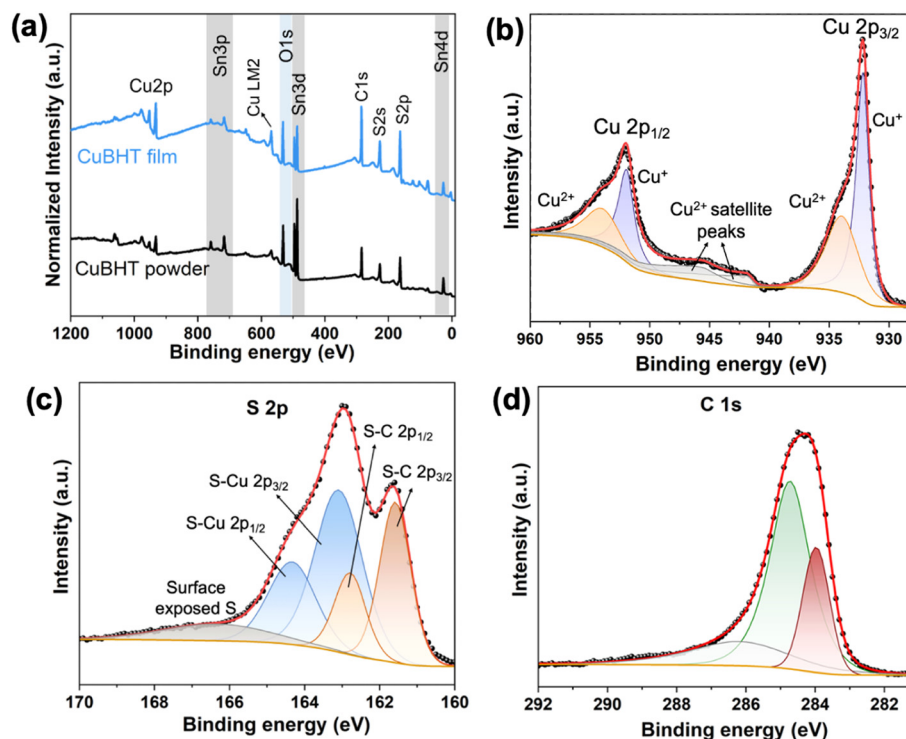 (a)
Normalized Intensity (a.u.)
Cu2p
Sn3p
Cu LM2
O1s
Sn3d
C1s
S2s
S2p
Sn4d
CuBHT film
CuBHT powder
1200 1000 800 600 400 200 0
Binding energy (eV)
(b)
Intensity (a.u.)
Cu 2p3/2
Cu 2p1/2
Cu+
Cu2+
Cu+
Cu2+
Cu2+ satellite
peaks
960 955 950 945 940 935 930
Binding energy (eV)
(c)
Intensity (a.u.)
S 2p
S-C 2p1/2
S-C 2p3/2
S-Cu 2p3/2
S-Cu 2p1/2
Surface
exposed S
170 168 166 164 162 160
Binding energy (eV)
(d)
Intensity (a.u.)
C 1s
292 290 288 286 284 282
Binding energy (eV)